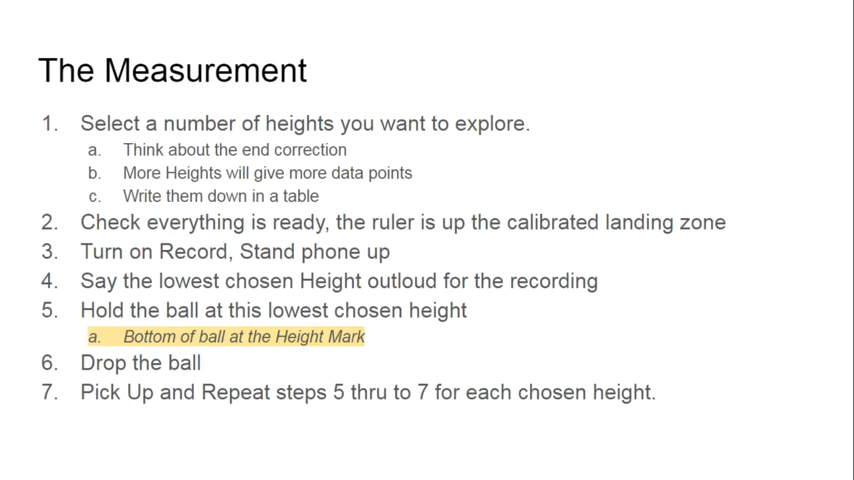 The Measurement
1. Select a number of heights you want to explore.
a. Think about the end correction
b. More Heights will give more data points
c. Write them down in a table
2. Check everything is ready, the ruler is up the calibrated landing zone
3. Turn on Record, Stand phone up
4. Say the lowest chosen Height outloud for the recording
5. Hold the ball at this lowest chosen height
a. Bottom of ball at the Height Mark
6. Drop the ball
7. Pick Up and Repeat steps 5 thru to 7 for each chosen height.